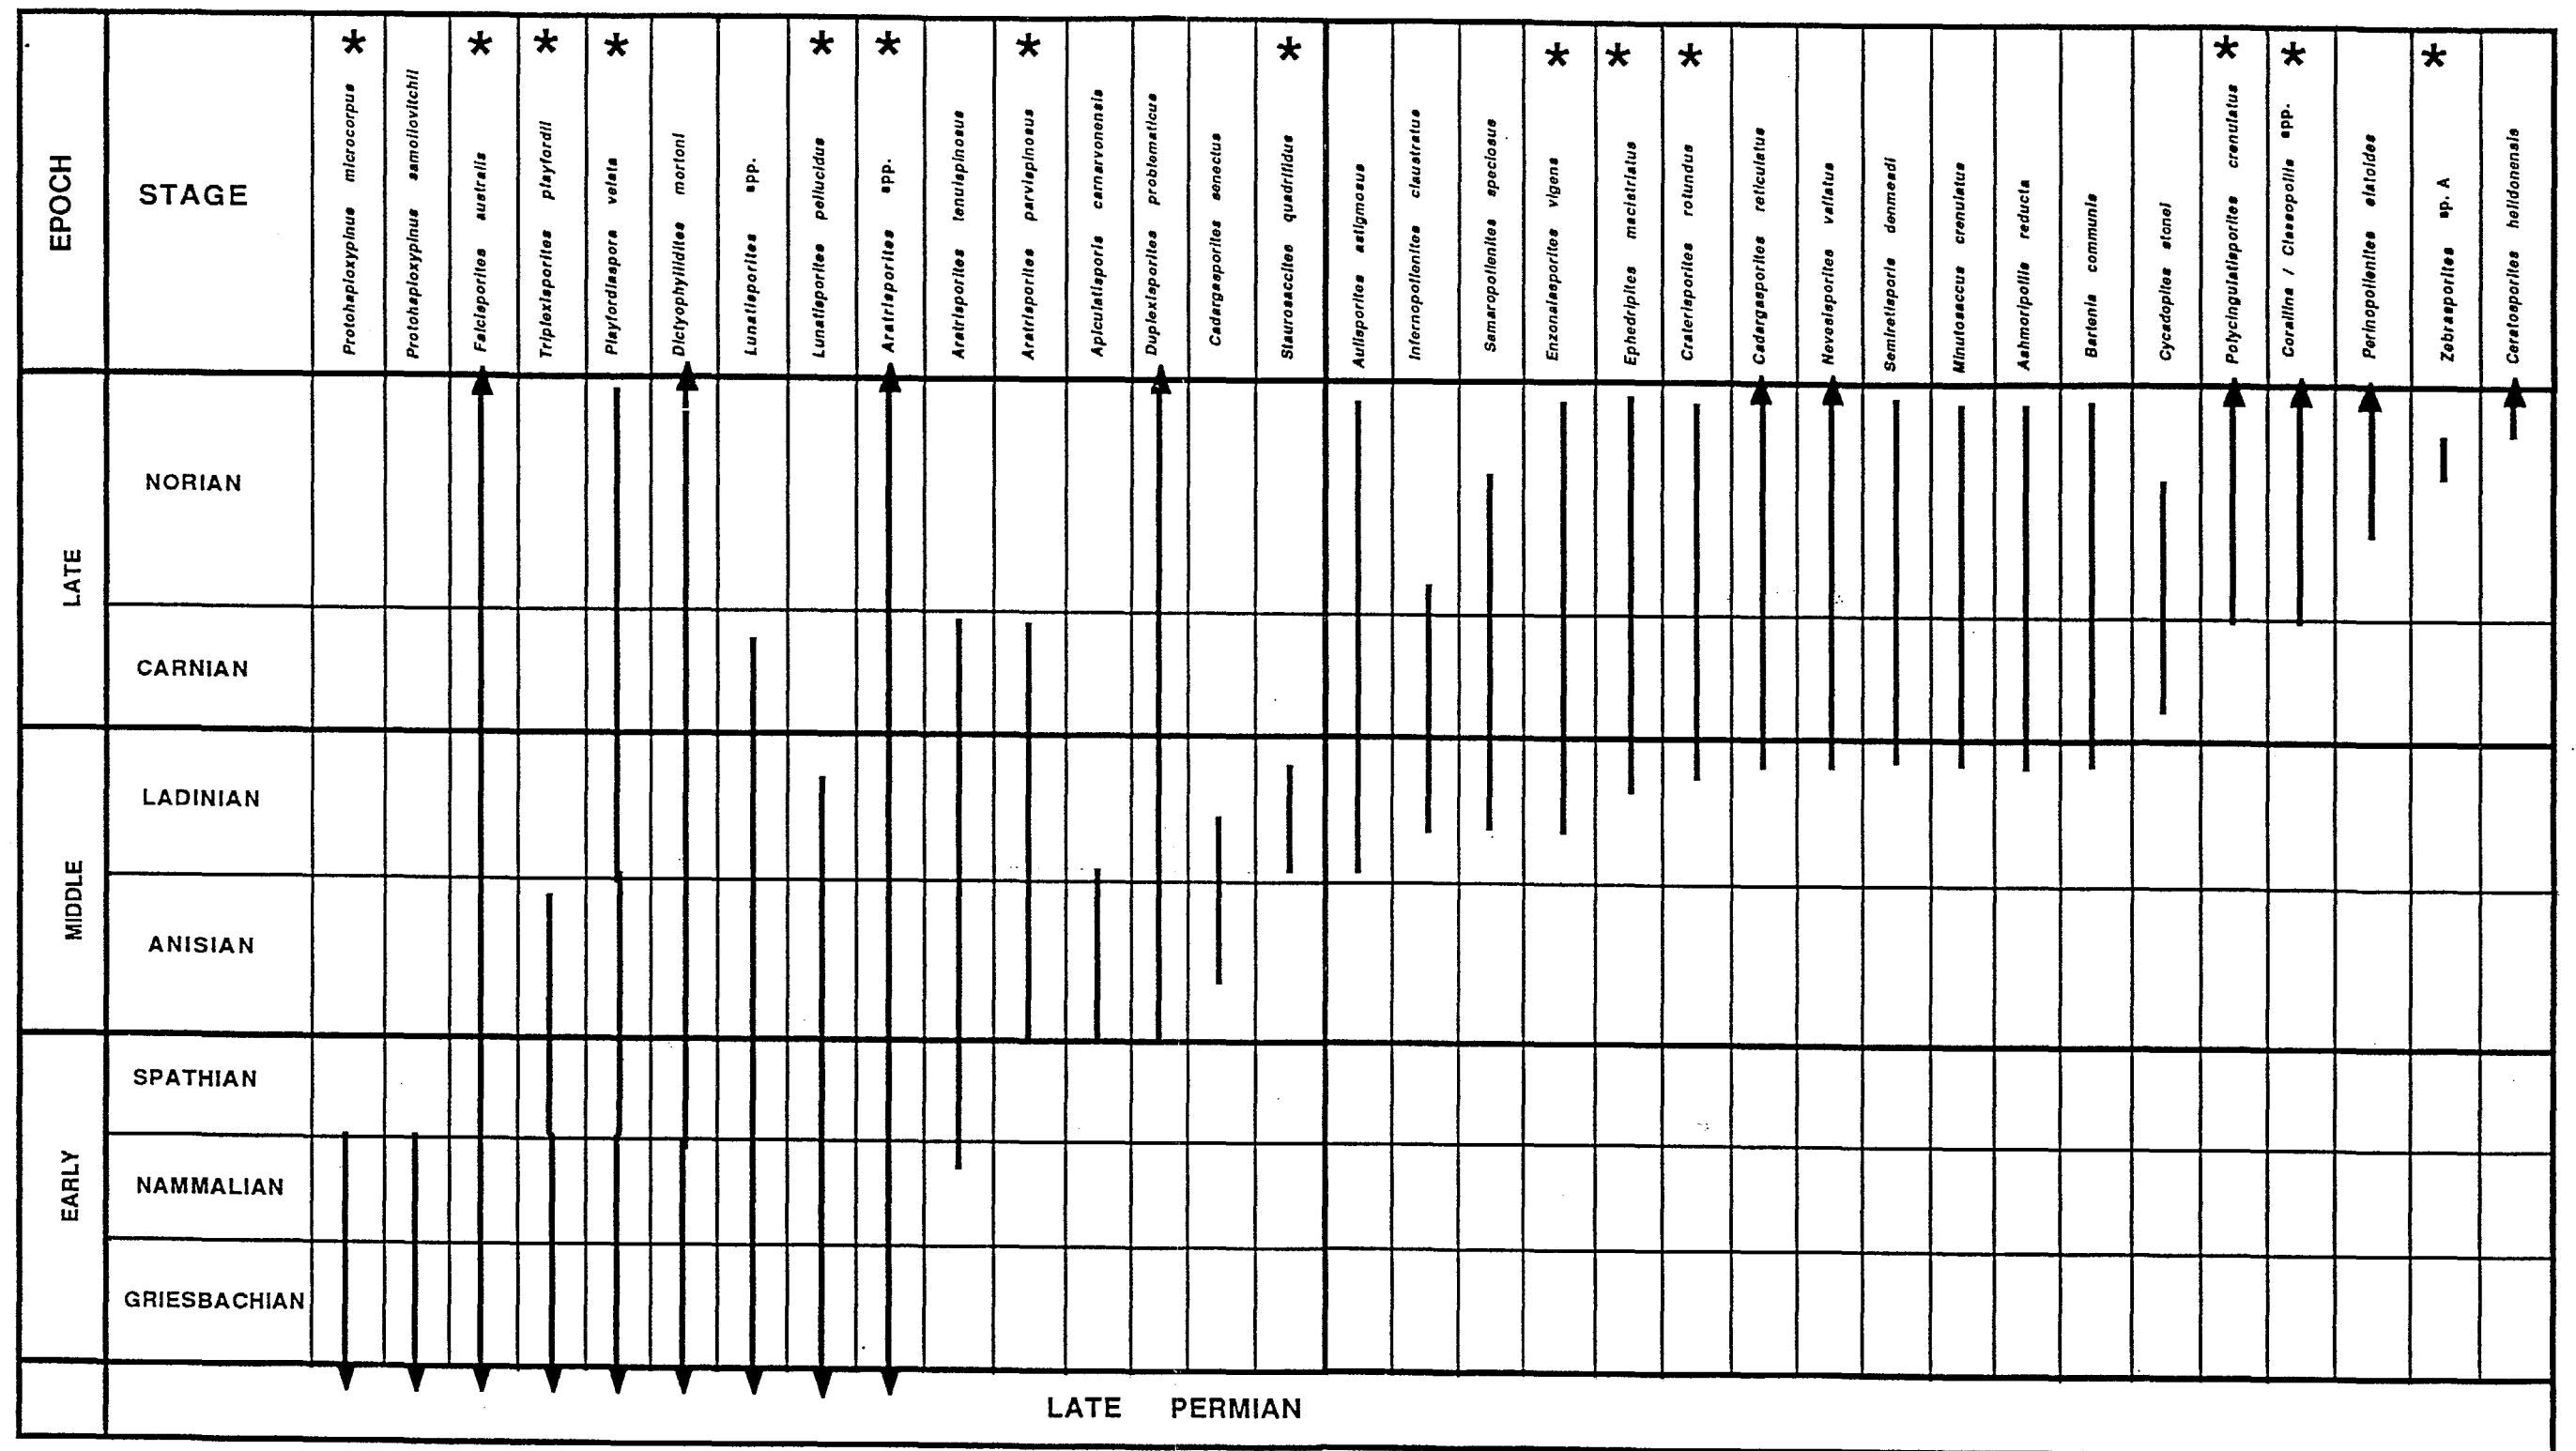 EPOCH
STAGE
* Protohaploxypinus microcorpus
Protohaploxypinus samoilovitchii
* Falcisporites australis
* Triplexisporites playfordii
* Playfordiaspora velata
Dictyophyllidites mortoni
Lunatisporites spp.
* Lunatisporites pellucidus
* Aratrisporites spp.
Aratrisporites tenuispinosus
* Aratrisporites parvispinosus
Apiculatisporis carnarvonensis
Duplexisporites problematicus
Cadargasporites senectus
* Staurosaccites quadrifidus
Aulisporites astigmosus
Infernopollenites claustratus
Samaropollenites speciosus
* Enzonalasporites vigens
* Ephedripites macistriatus
* Craterisporites rotundus
Cadargasporites reticulatus
Nevesisporites vallatus
Semiretisporis denmeadi
Minutosaccus crenulatus
Ashmoripollis reducta
Batenia communis
Cycadopites stonei
* Polycingulatisporites crenulatus
* Corallina / Classopollis spp.
Perinopollenites elatoides
* Zebrasporites sp. A
Ceratosporites helidonensis
LATE
NORIAN
CARNIAN
MIDDLE
LADINIAN
ANISIAN
EARLY
SPATHIAN
NAMMALIAN
GRIESBACHIAN
LATE PERMIAN